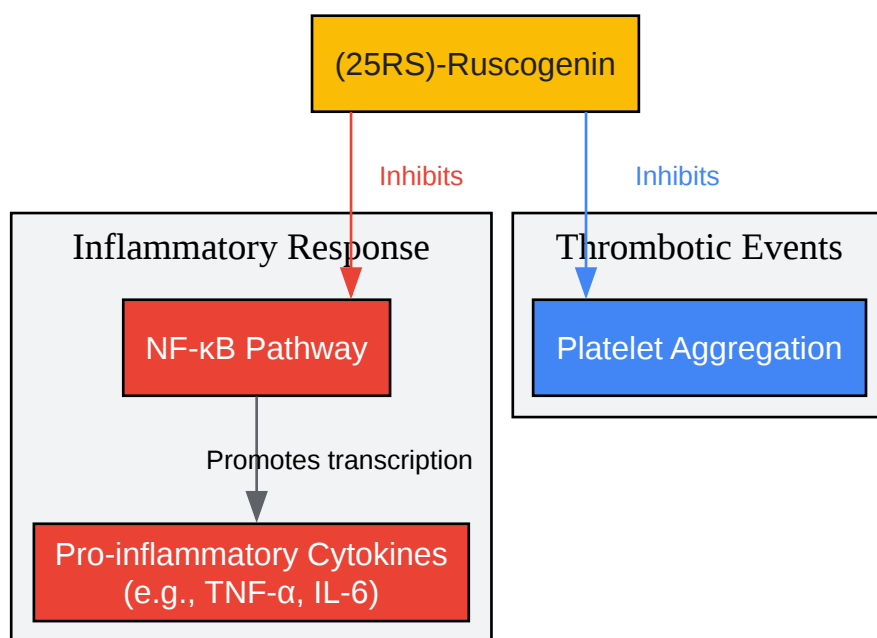 (25RS)-Ruscogenin
Inhibits
Inhibits
Inflammatory Response
Thrombotic Events
NF-κB Pathway
Platelet Aggregation
Promotes transcription
Pro-inflammatory Cytokines
(e.g., TNF-α, IL-6)